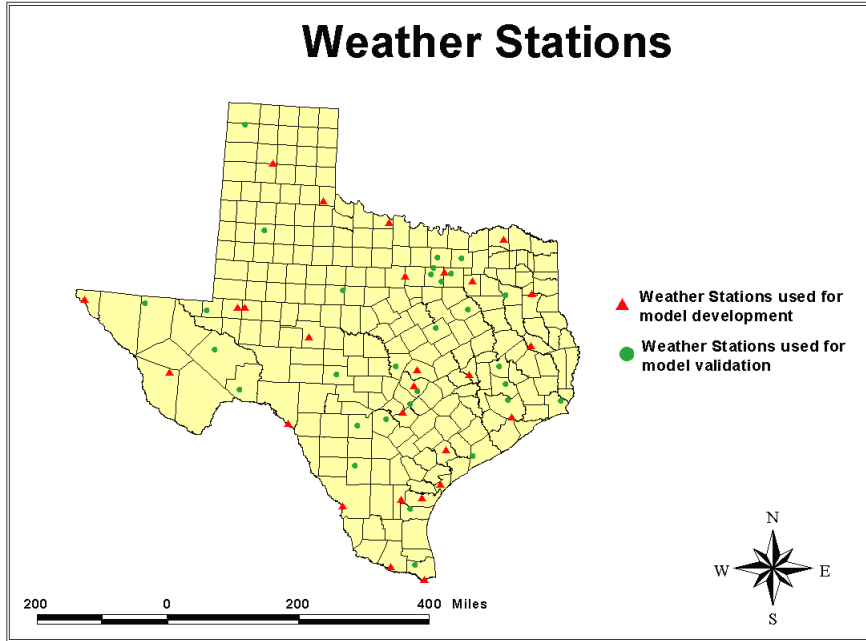 Weather Stations
Weather Stations used for
model development
Weather Stations used for
model validation
N
W E
S
200 0 200 400 Miles